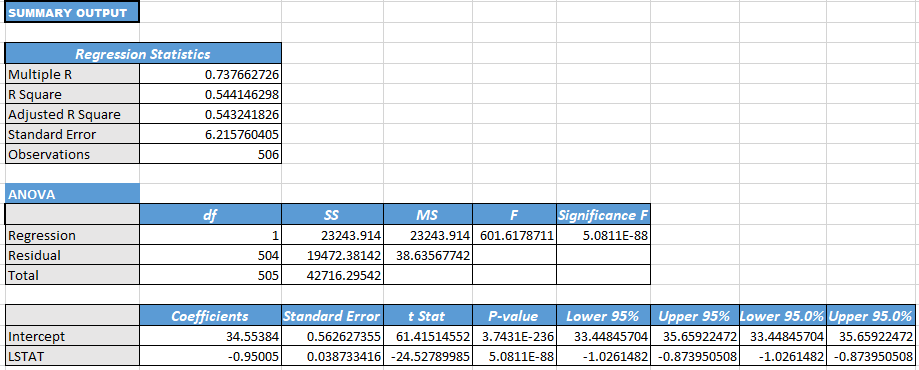 SUMMARY OUTPUT
Regression Statistics
Multiple R 0.737662726
R Square 0.544146298
Adjusted R Square 0.543241826
Standard Error 6.215760405
Observations 506
ANOVA
df SS MS F Significance F
Regression 1 23243.914 23243.914 601.6178711 5.0811E-88
Residual 504 19472.38142 38.63567742
Total 505 42716.29542
Coefficients Standard Error t Stat P-value Lower 95% Upper 95% Lower 95.0% Upper 95.0%
Intercept 34.55384 0.562627355 61.41514552 3.7431E-236 33.44845704 35.65922472 33.44845704 35.65922472
LSTAT -0.95005 0.038733416 -24.52789985 5.0811E-88 -1.0261482 -0.873950508 -1.0261482 -0.873950508